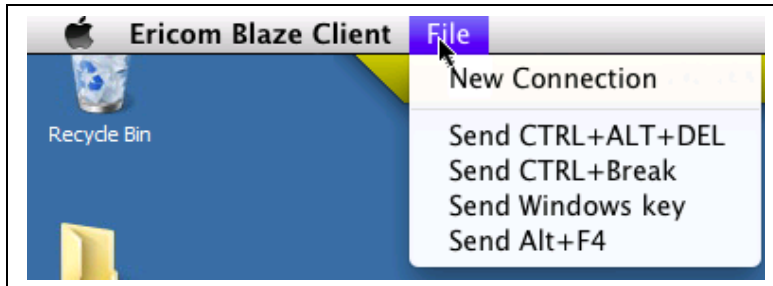 Ericom Blaze Client File
New Connection
Recycle Bin
Send CTRL+ALT+DEL
Send CTRL+Break
Send Windows key
Send Alt+F4